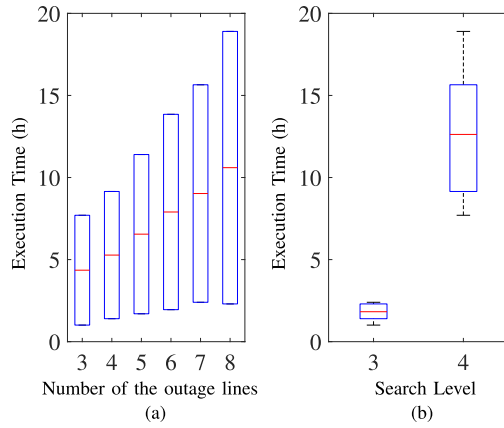 20
15
10
5
0
Execution Time (h)
3 4 5 6 7 8
Number of the outage lines
(a)
20
15
10
5
0
Execution Time (h)
3 4
Search Level
(b)